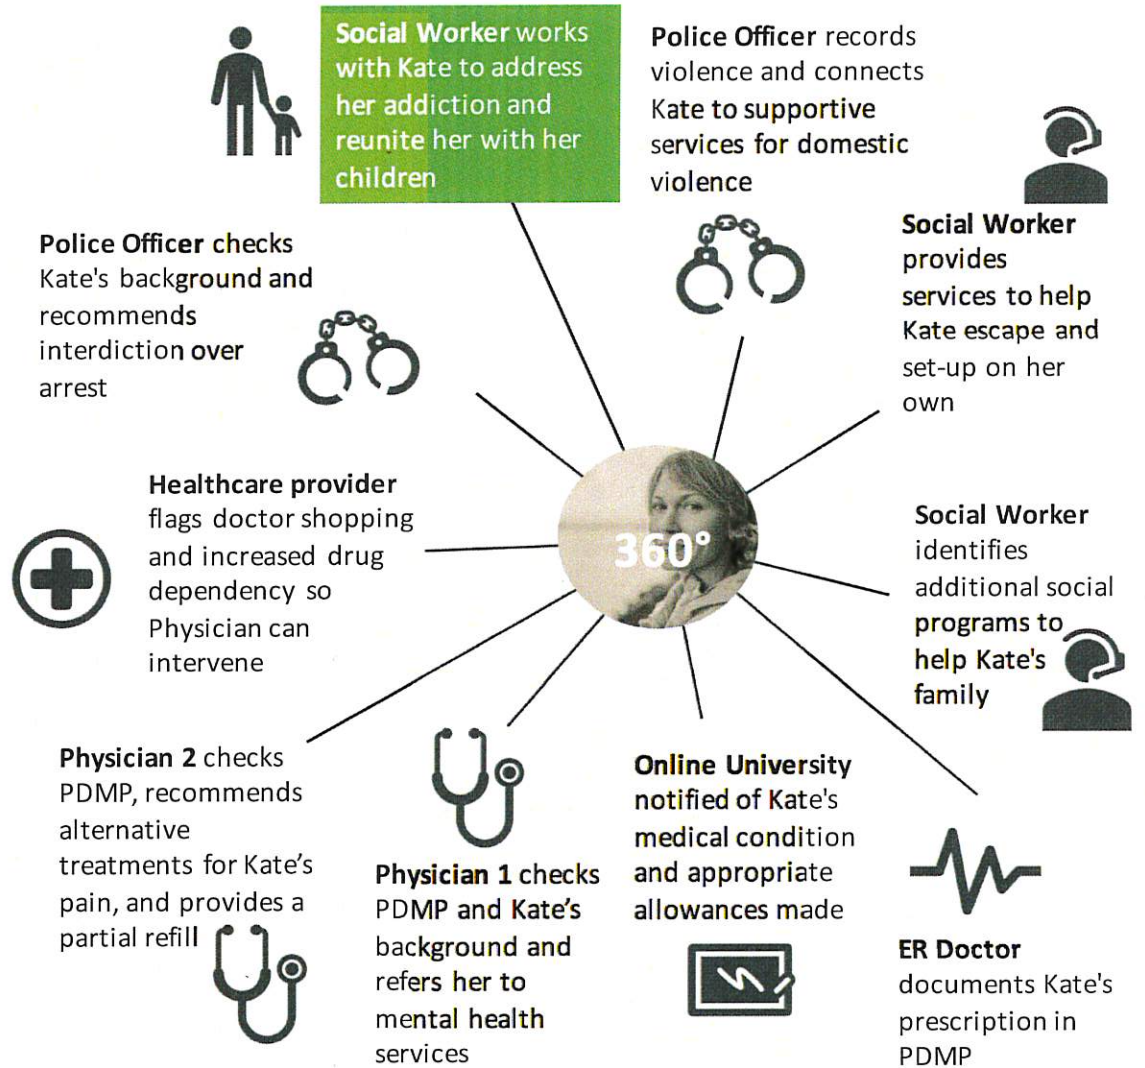 Social Worker works
with Kate to address
her addiction and
reunite her with her
children
Police Officer records
violence and connects
Kate to supportive
services for domestic
violence
Social Worker
provides
services to help
Kate escape and
set-up on her
own
Police Officer checks
Kate's background and
recommends
interdiction over
arrest
Healthcare provider
flags doctor shopping
and increased drug
dependency so
Physician can
intervene
360°
Social Worker
identifies
additional social
programs to
help Kate's
family
Physician 2 checks
PDMP, recommends
alternative
treatments for Kate’s
pain, and provides a
partial refill
Physician 1 checks
PDMP and Kate’s
background and
refers her to
mental health
services
Online University
notified of Kate's
medical condition
and appropriate
allowances made
ER Doctor
documents Kate's
prescription in
PDMP